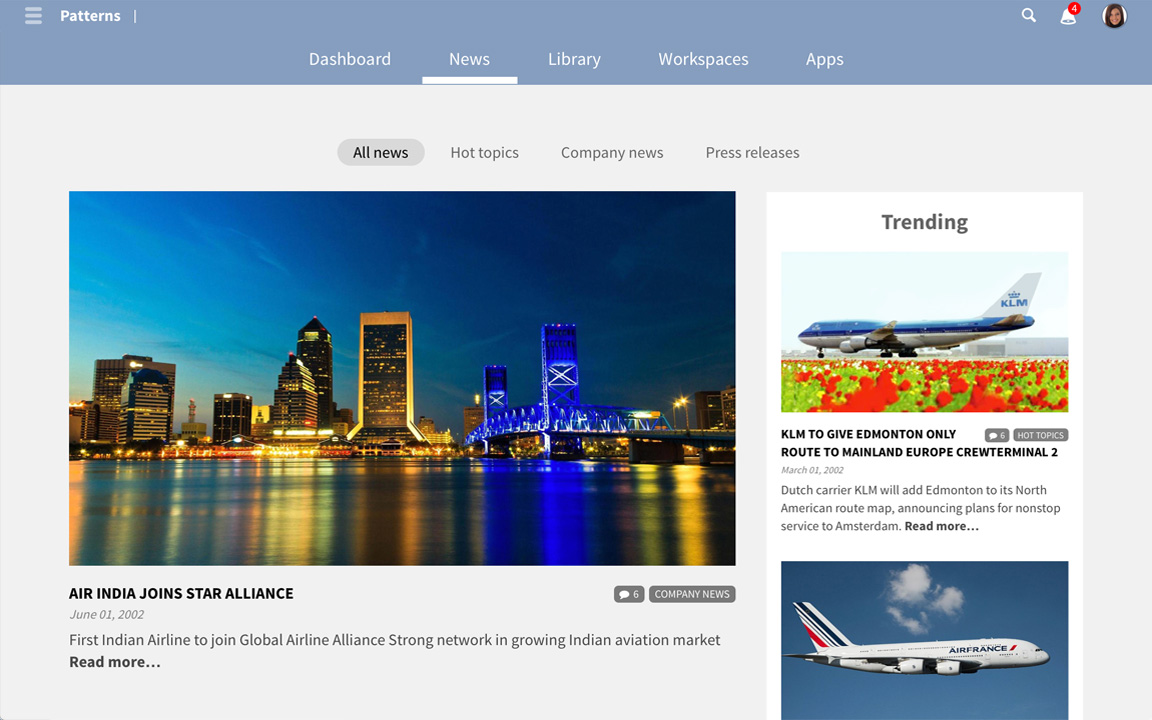 Patterns |
4
Dashboard News Library Workspaces Apps
All news Hot topics Company news Press releases
AIR INDIA JOINS STAR ALLIANCE
6 COMPANY NEWS
June 01, 2002
First Indian Airline to join Global Airline Alliance Strong network in growing Indian aviation market
Read more…
Trending
KLM
KLM TO GIVE EDMONTON ONLY
6 HOT TOPICS
ROUTE TO MAINLAND EUROPE CREWTERMINAL 2
March 01, 2002
Dutch carrier KLM will add Edmonton to its North
American route map, announcing plans for nonstop
service to Amsterdam. Read more…
AIRFRANCE